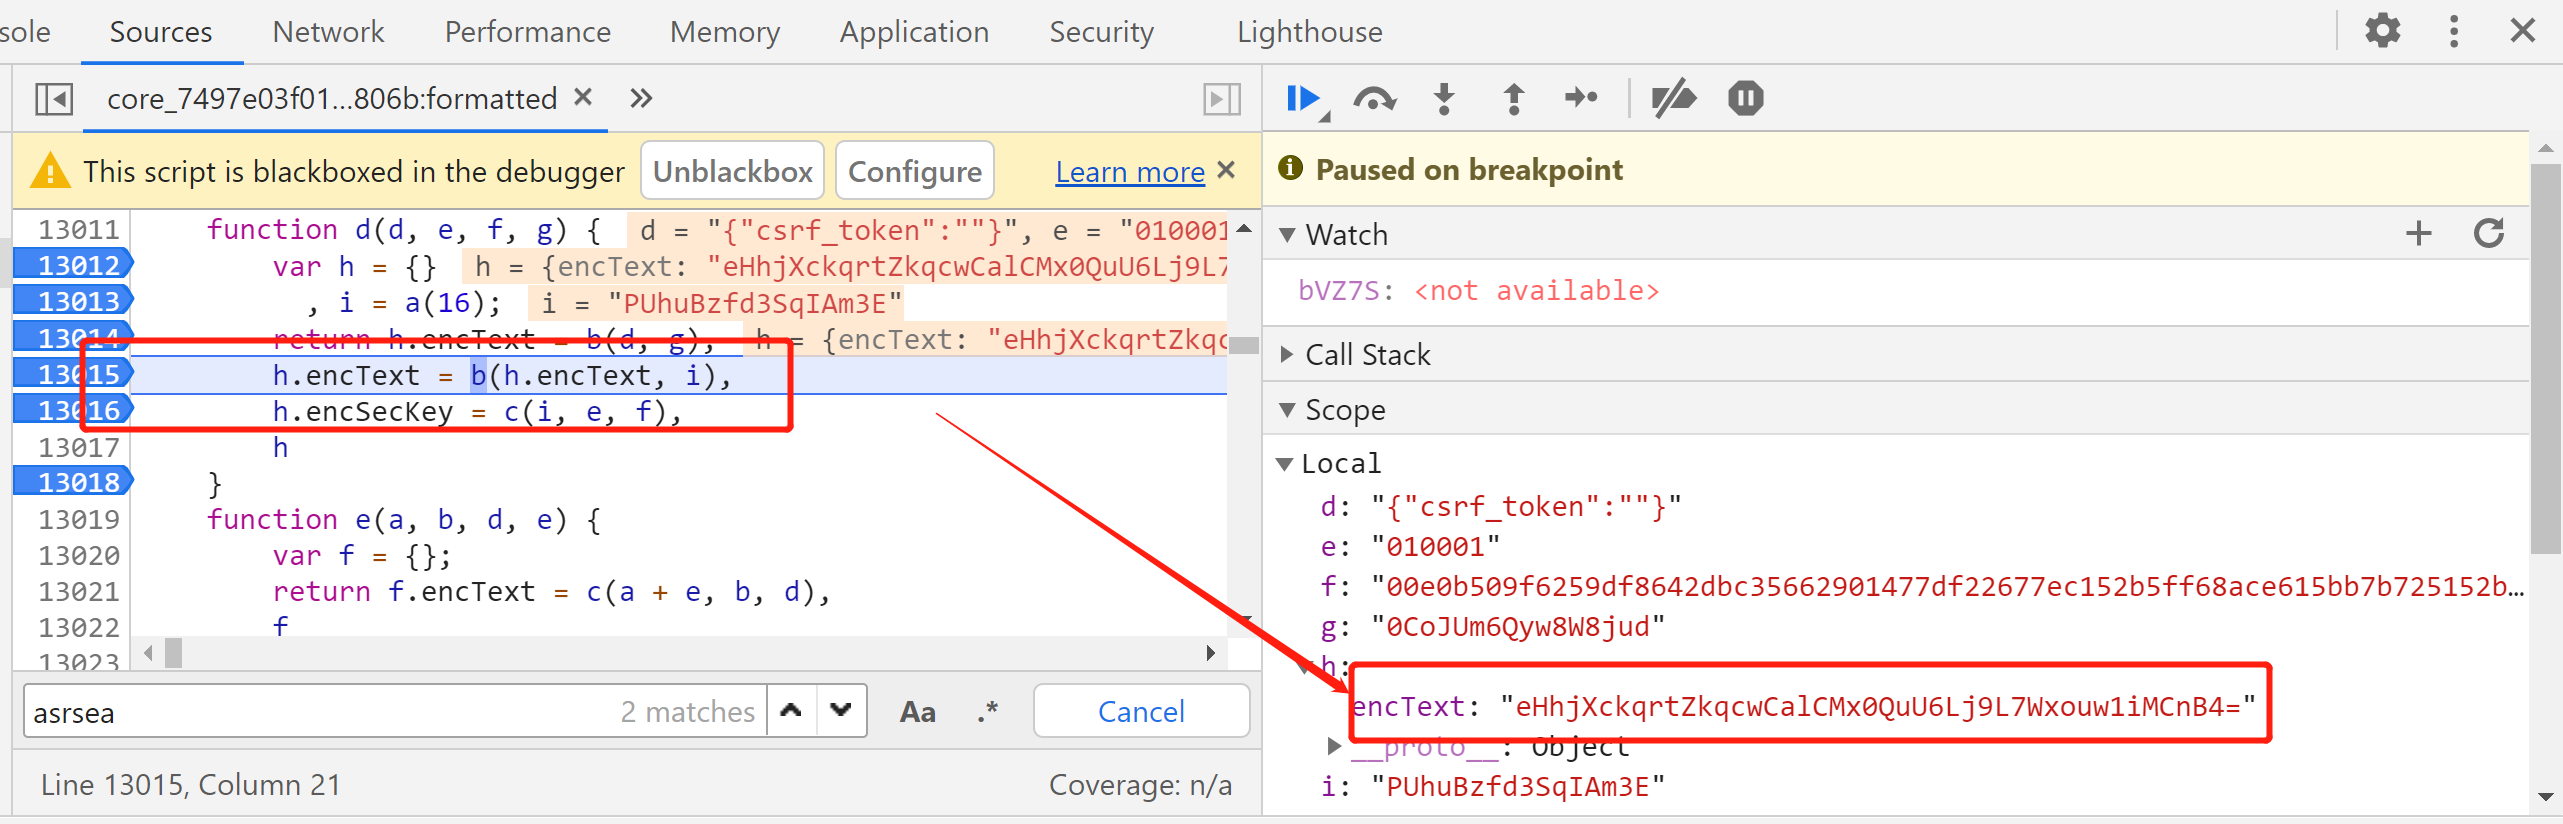 sole Sources Network Performance Memory Application Security Lighthouse
core_7497e03f01...806b:formatted
This script is blackboxed in the debugger Unblackbox Configure Learn more
13011 function d(d, e, f, g) { d = "{"csrf_token":""}", e = "010001
13012 var h = {} h = {encText: "eHhjXckqrtZkqcwCalCMx0QuU6Lj9L7
13013 , i = a(16); i = "PUhuBzfd3SqIAm3E"
13014 return h.encText = b(d, g), h = {encText: "eHhjXckqrtZkqc
13015 h.encText = b(h.encText, i),
13016 h.encSecKey = c(i, e, f),
13017 h
13018 }
13019 function e(a, b, d, e) {
13020 var f = {};
13021 return f.encText = c(a + e, b, d),
13022 f
13023
asrsea 2 matches Aa .* Cancel
Line 13015, Column 21 Coverage: n/a
Paused on breakpoint
Watch
bVZ7S: <not available>
Call Stack
Scope
Local
d: "{"csrf_token":""}"
e: "010001"
f: "00e0b509f6259df8642dbc35662901477df22677ec152b5ff68ace615bb7b725152b...
g: "0CoJUm6Qyw8W8jud"
h:
encText: "eHhjXckqrtZkqcwCalCMx0QuU6Lj9L7Wxouw1iMCnB4="
__proto__: Object
i: "PUhuBzfd3SqIAm3E"